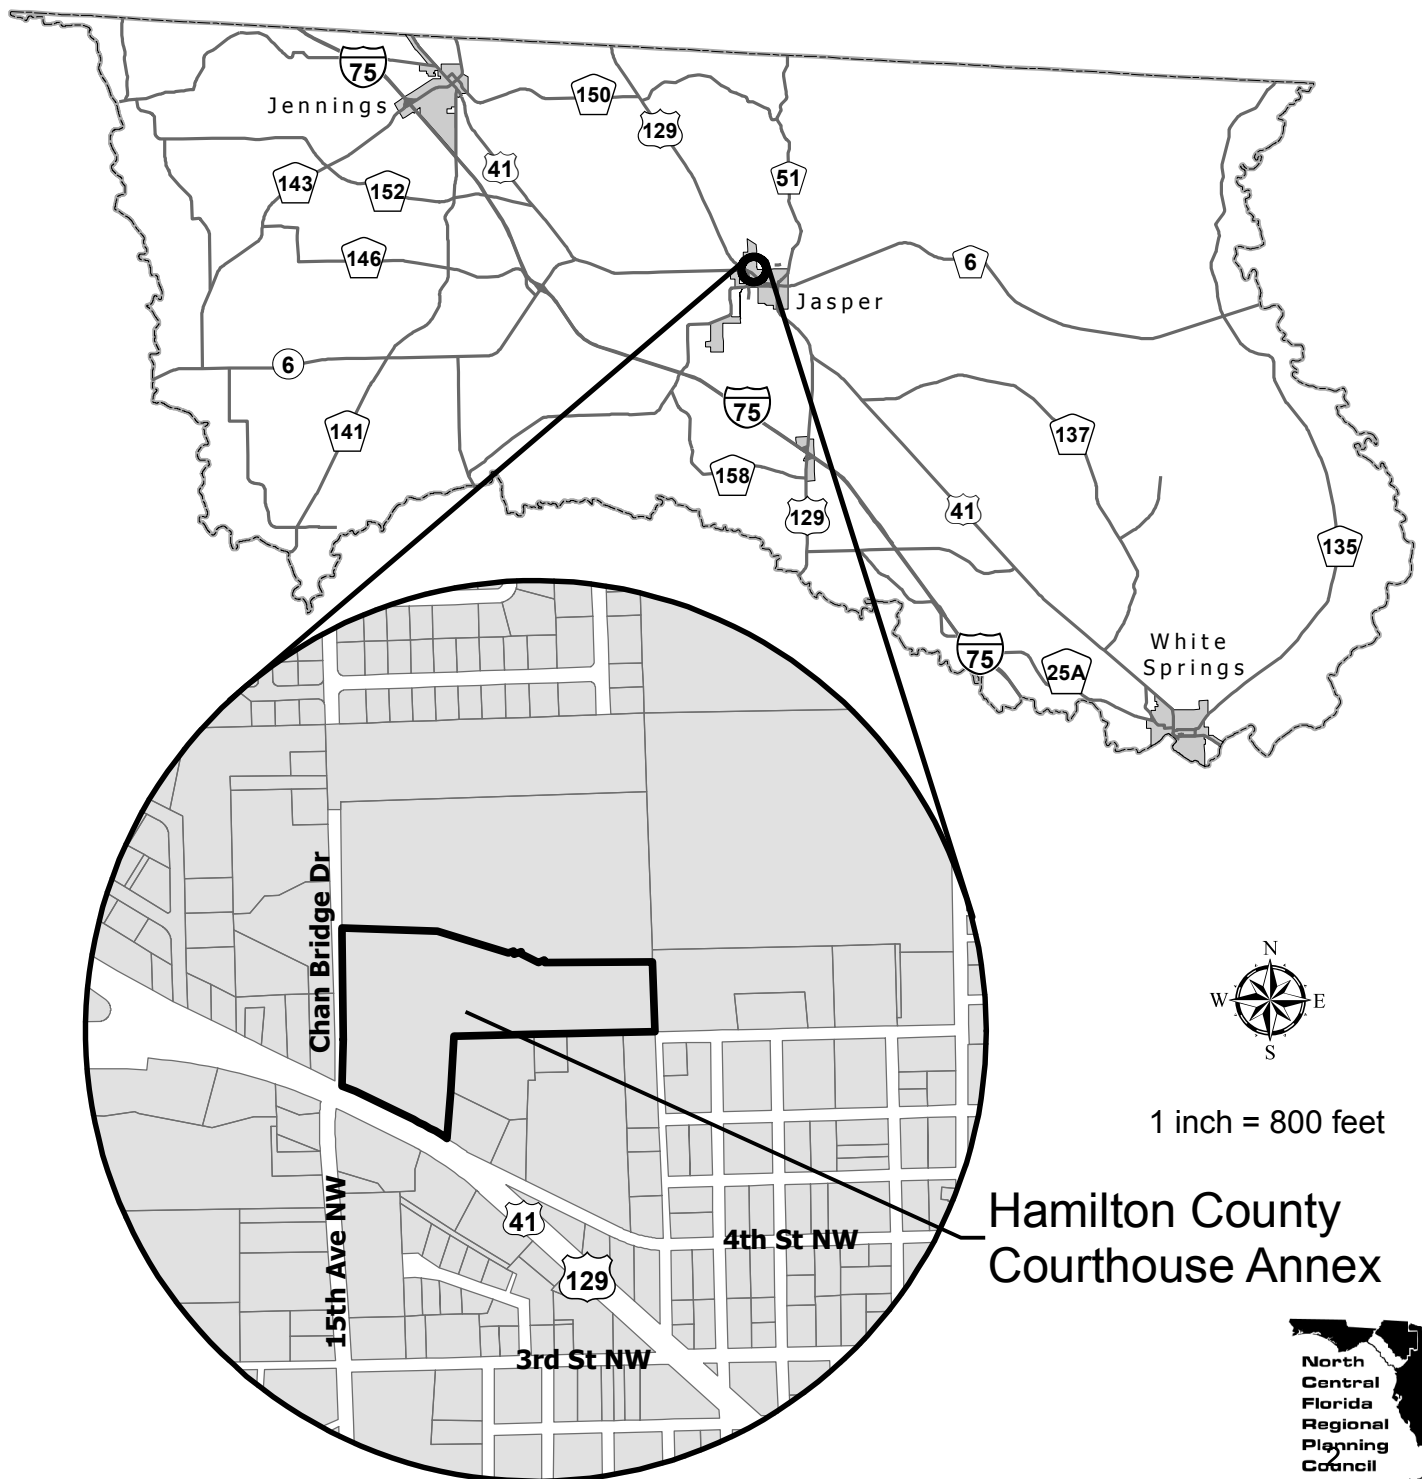 75
Jennings
150
129
41
51
143
152
146
6
Jasper
6
75
141
137
158
129
41
135
White
Springs
75
25A
Chan Bridge Dr
N
W E
S
1 inch = 800 feet
15th Ave NW
41
4th St NW
129
3rd St NW
Hamilton County
Courthouse Annex
North
Central
Florida
Regional
Planning
Council
2